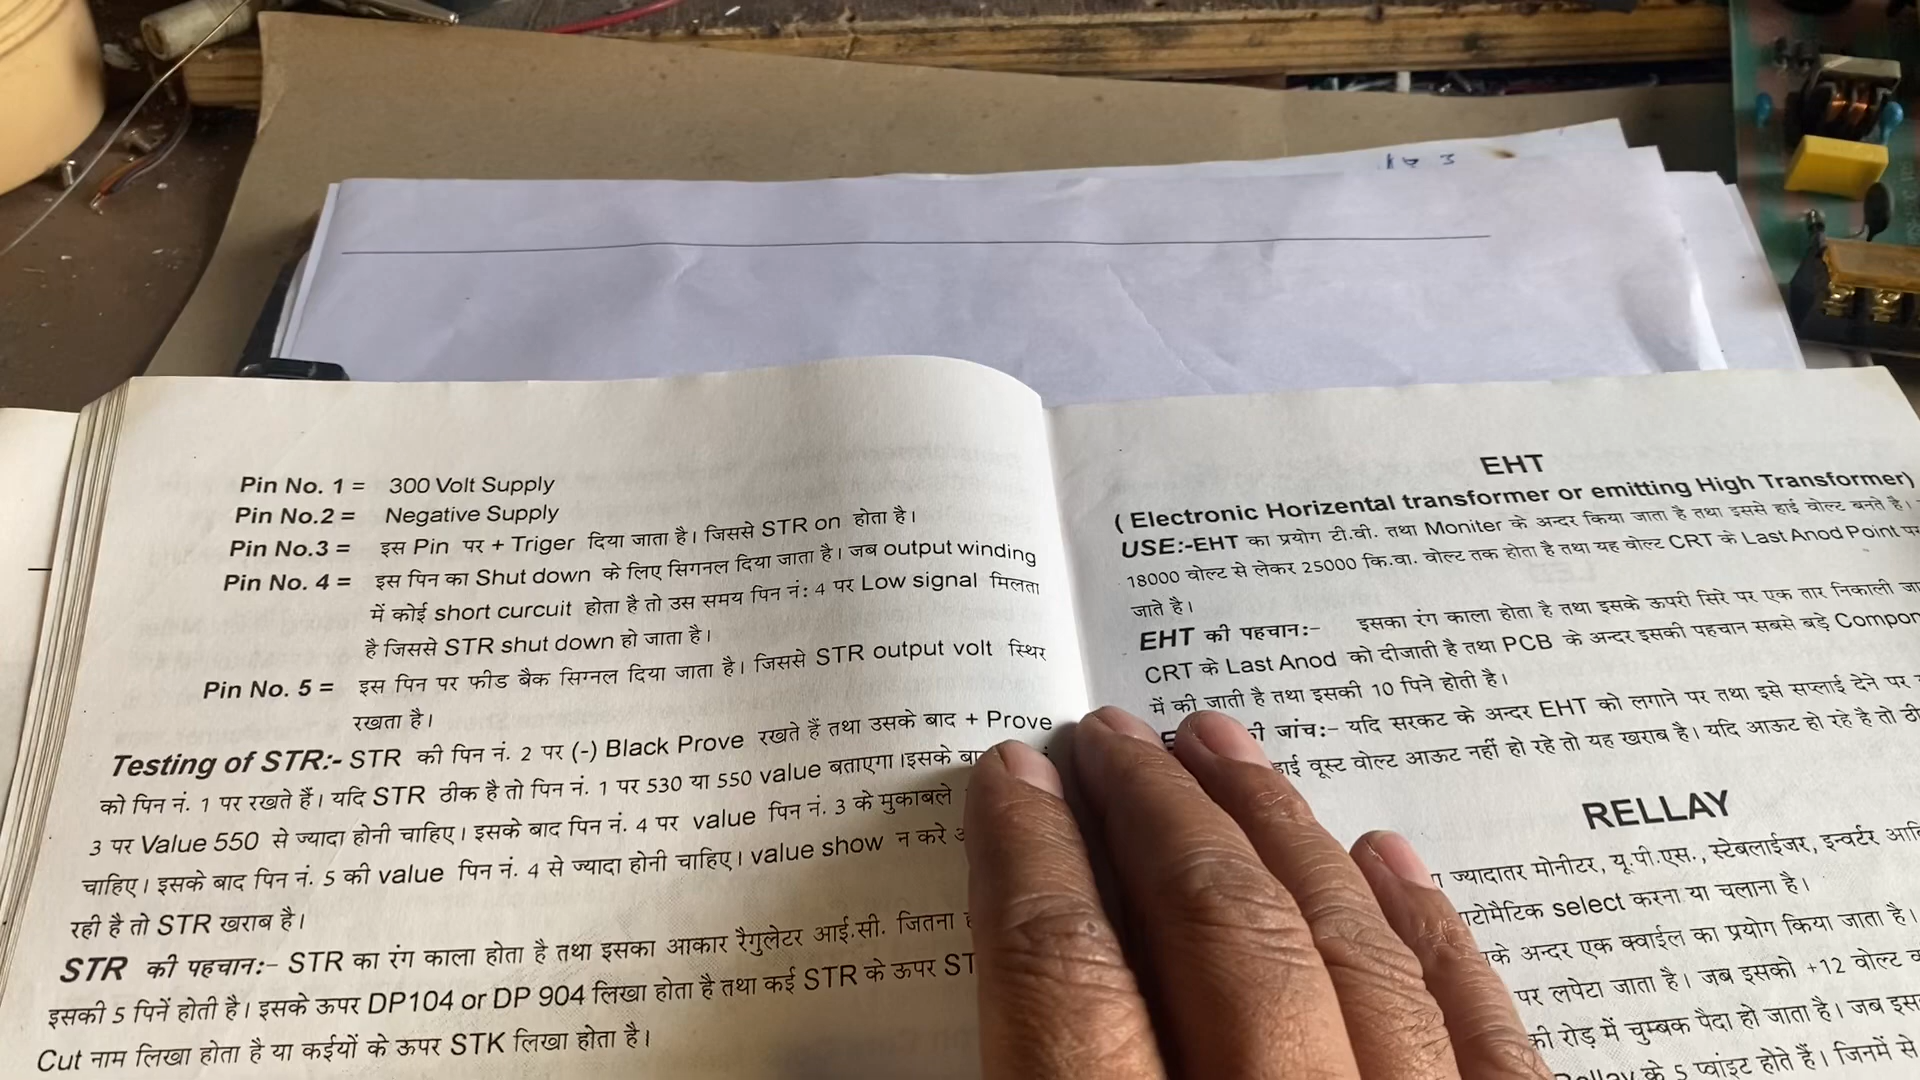 Pin No. 1 = 300 Volt Supply
Pin No.2 = Negative Supply
Pin No.3 = इस Pin पर + Triger दिया जाता है। जिससे STR on होता है।
Pin No. 4 = इस पिन का Shut down के लिए सिगनल दिया जाता है। जब output winding
में कोई short curcuit होता है तो उस समय पिन नं: 4 पर Low signal मिलता
है जिससे STR shut down हो जाता है।
Pin No. 5 = इस पिन पर फीड बैक सिग्नल दिया जाता है। जिससे STR output volt स्थिर
रखता है।
Testing of STR:- STR की पिन नं. 2 पर (-) Black Prove रखते हैं तथा उसके बाद + Prove
को पिन नं. 1 पर रखते हैं। यदि STR ठीक है तो पिन नं. 1 पर 530 या 550 value बताएगा।इसके
3 पर Value 550 से ज्यादा होनी चाहिए। इसके बाद पिन नं. 4 पर value पिन नं. 3 के मुकाबले
चाहिए। इसके बाद पिन नं. 5 की value पिन नं. 4 से ज्यादा होनी चाहिए। value show न करे
रही है तो STR खराब है।
STR की पहचान:- STR का रंग काला होता है तथा इसका आकार रैगुलेटर आई.सी. जितना
इसकी 5 पिनें होती है। इसके ऊपर DP104 or DP 904 लिखा होता है तथा कई STR के ऊपर
Cut नाम लिखा होता है या कईयों के ऊपर STK लिखा होता है।
EHT
( Electronic Horizental transformer or emitting High Transformer)
USE:-EHT का प्रयोग टी.वी. तथा Moniter के अन्दर किया जाता है तथा इससे हाई वोल्ट बनते है।
18000 वोल्ट से लेकर 25000 कि.वा. वोल्ट तक होता है तथा यह वोल्ट CRT के Last Anod Point पर
जाते है।
EHT की पहचान:- इसका रंग काला होता है तथा इसके ऊपरी सिरे पर एक तार निकाली
CRT के Last Anod को दीजाती है तथा PCB के अन्दर इसकी पहचान सबसे बड़े
में की जाती है तथा इसकी 10 पिने होती है।
जांच:- यदि सरकट के अन्दर EHT को लगाने पर तथा इसे सप्लाई देने पर
हाई वूस्ट वोल्ट आऊट नहीं हो रहे तो यह खराब है। यदि आऊट हो रहे है तो
RELLAY
ज्यादातर मोनीटर, यू.पी.एस., स्टेबलाईजर, इन्वर्टर
select करना या चलाना है।
अन्दर एक क्वाईल का प्रयोग किया जाता है।
पर लपेटा जाता है। जब इसको +12 वोल्ट
की रोड़ में चुम्बक पैदा हो जाता है। जब
के 5 प्वांइट होते हैं। जिनमें से